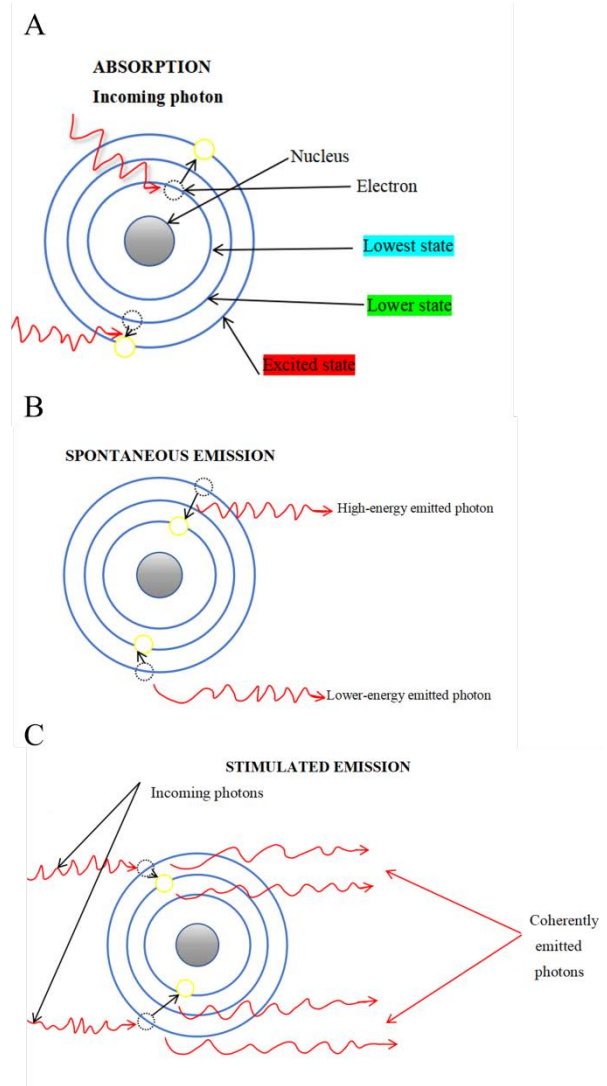 A
ABSORPTION
Incoming photon
Nucleus
Electron
Lowest state
Lower state
Excited state
B
SPONTANEOUS EMISSION
High-energy emitted photon
Lower-energy emitted photon
C
STIMULATED EMISSION
Incoming photons
Coherently
emitted
photons